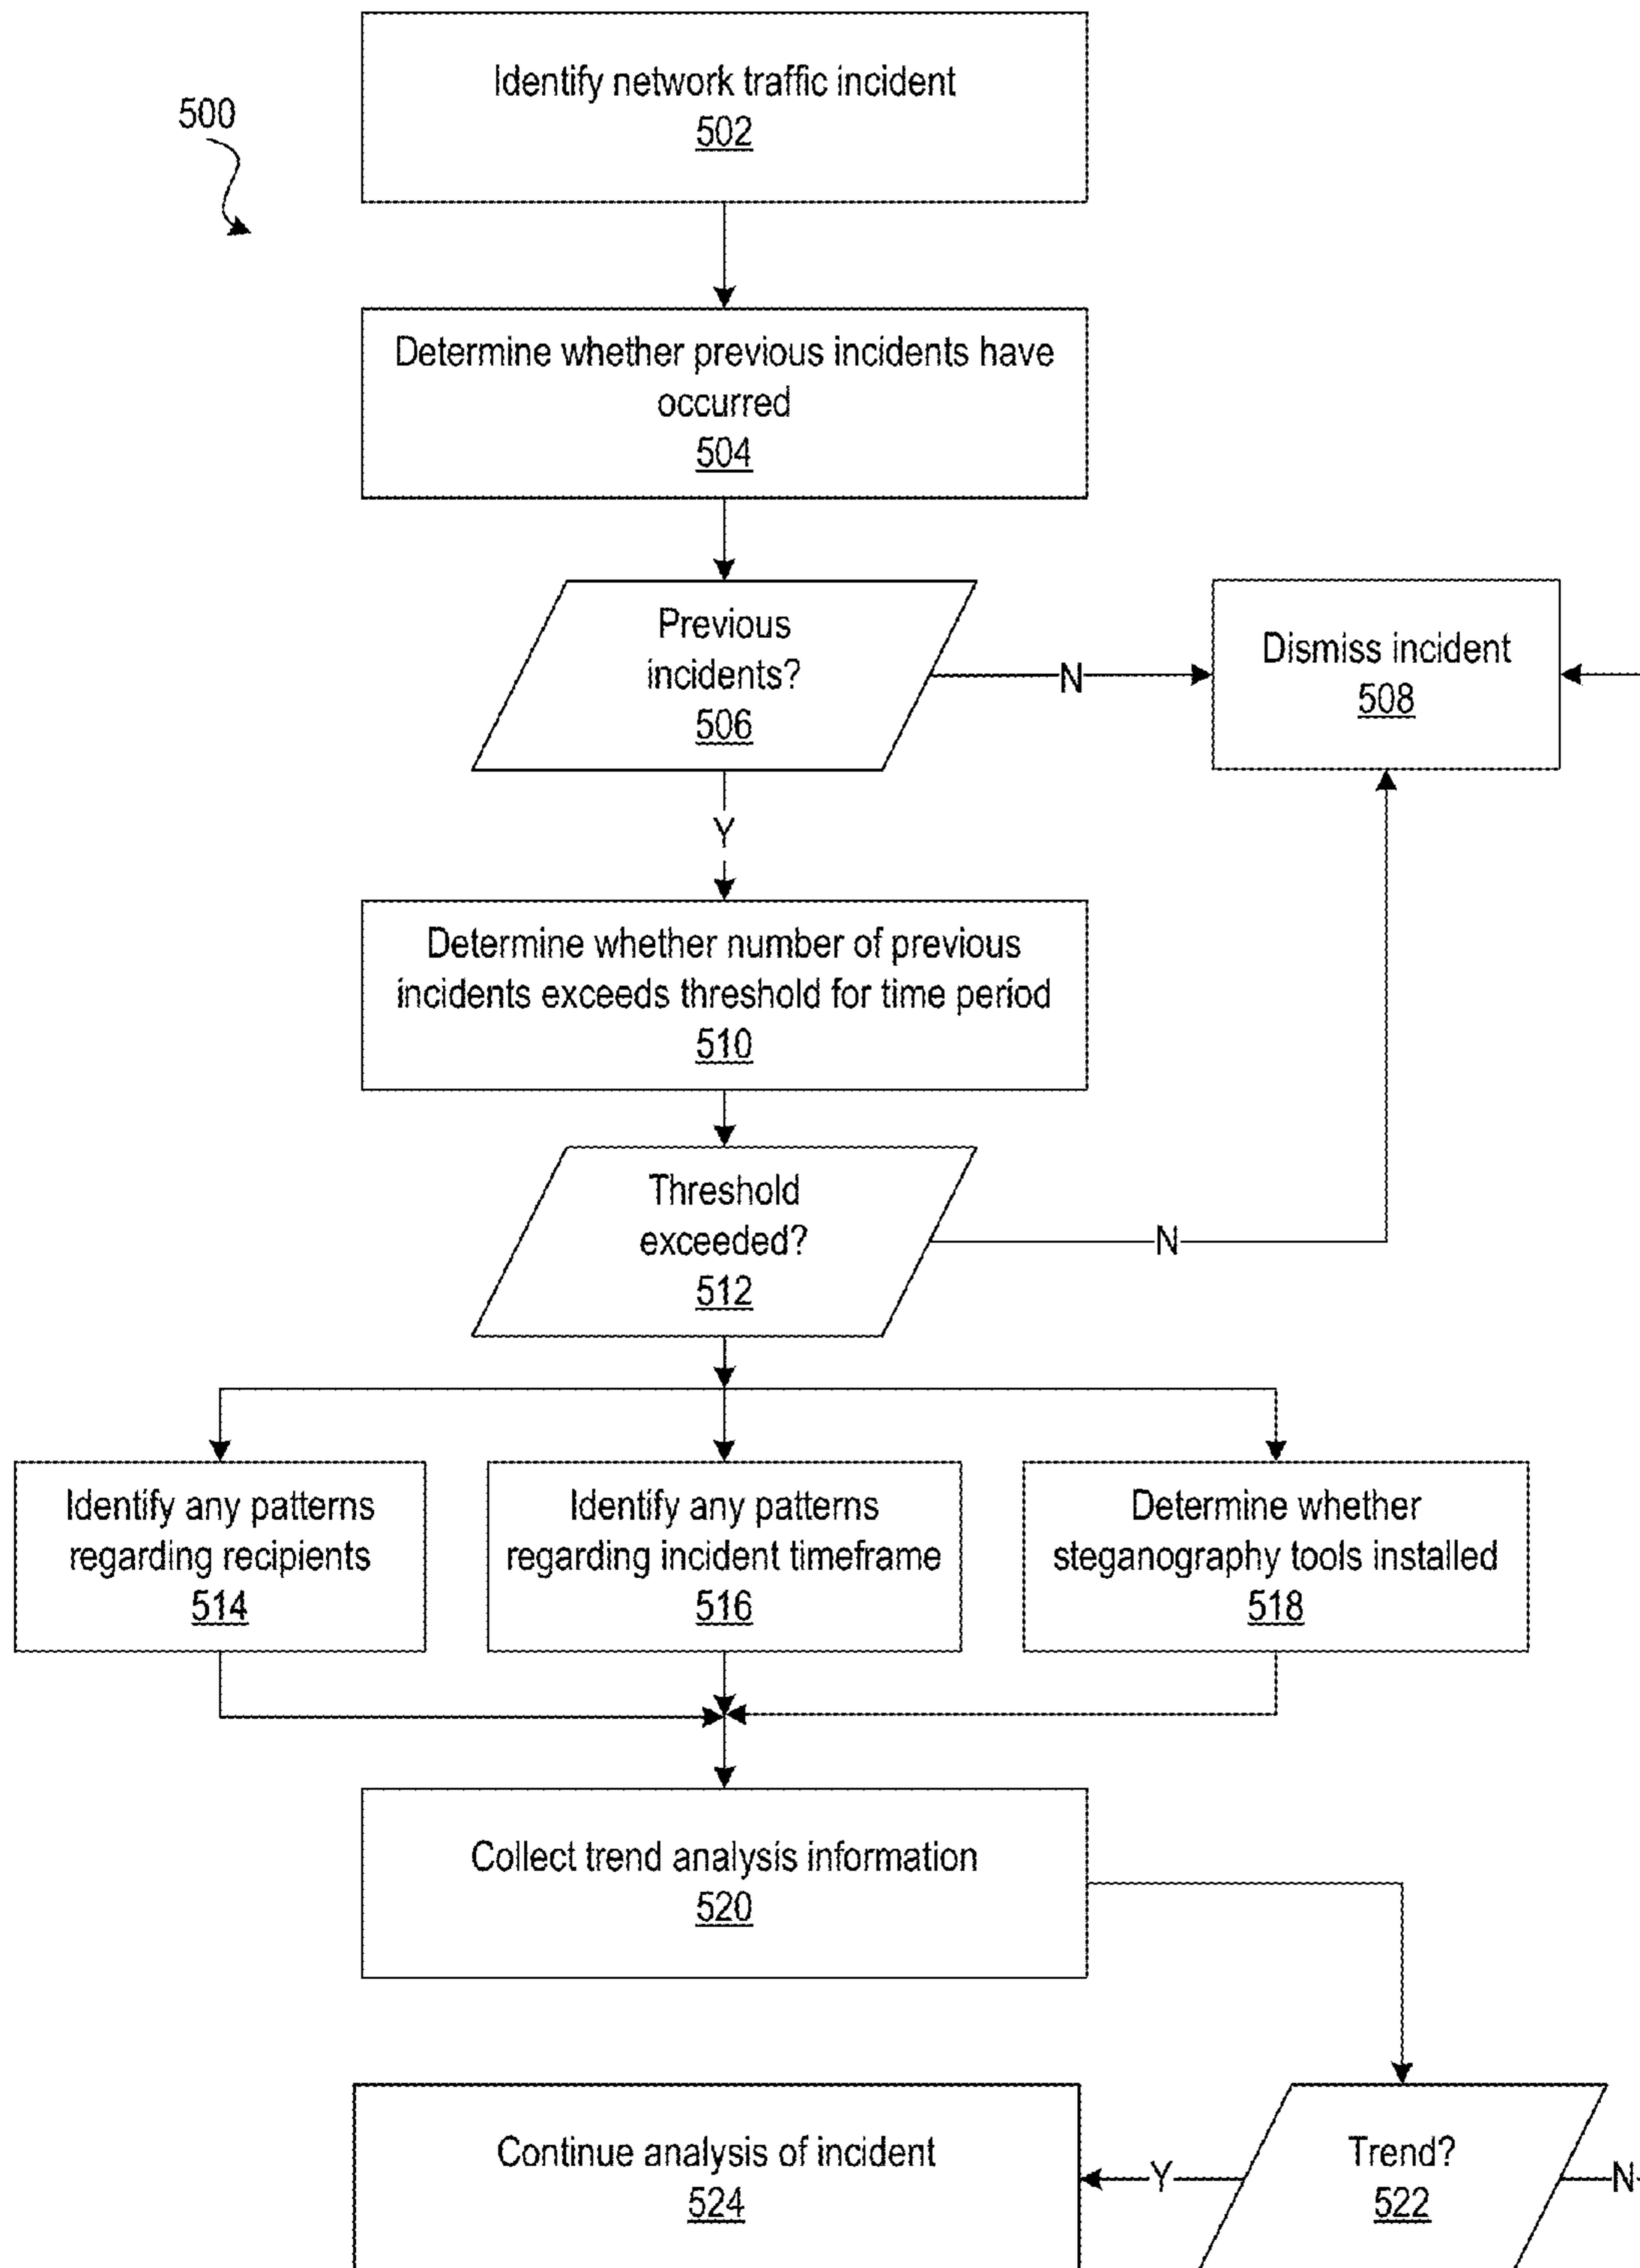 500
Identify network traffic incident
502
Determine whether previous incidents have
occurred
504
Previous
incidents?
506
N
Dismiss incident
508
Y
Determine whether number of previous
incidents exceeds threshold for time period
510
Threshold
exceeded?
512
N
Identify any patterns
regarding recipients
514
Identify any patterns
regarding incident timeframe
516
Determine whether
steganography tools installed
518
Collect trend analysis information
520
Continue analysis of incident
524
Y
Trend?
522
N